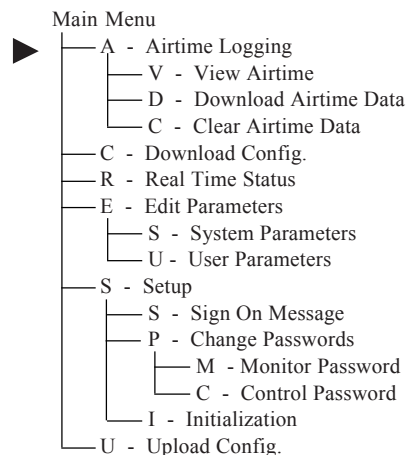 Main Menu
A - Airtime Logging
V - View Airtime
D - Download Airtime Data
C - Clear Airtime Data
C - Download Config.
R - Real Time Status
E - Edit Parameters
S - System Parameters
U - User Parameters
S - Setup
S - Sign On Message
P - Change Passwords
M - Monitor Password
C - Control Password
I - Initialization
U - Upload Config.